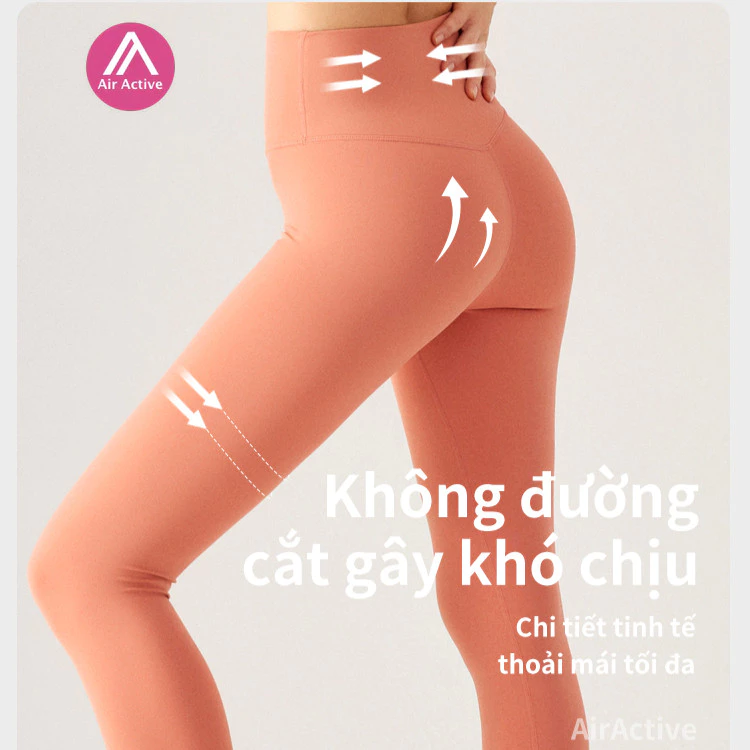 Air Active
Không đường
cắt gây khó chịu
Chi tiết tinh tế
thoải mái tối đa
AirActive